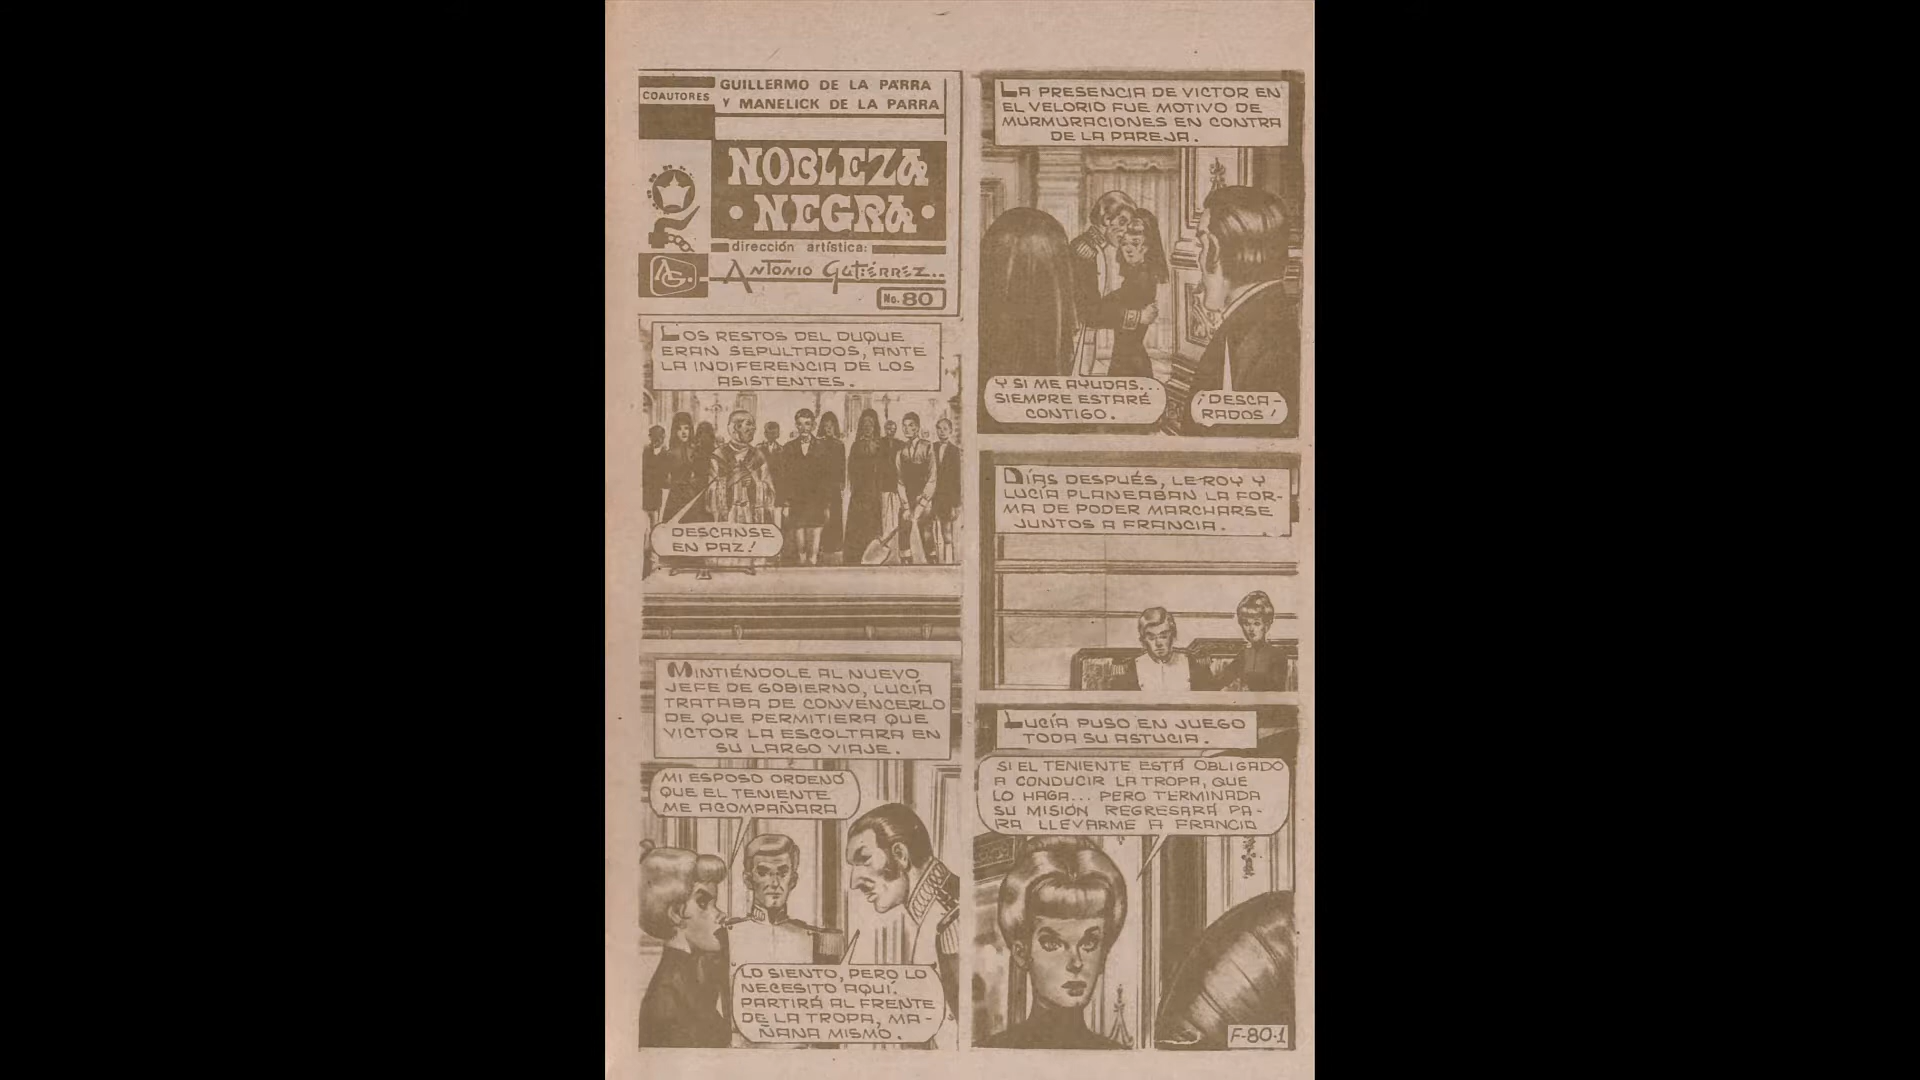 COAUTORES
GUILLERMO DE LA PARRA
Y MANELICK DE LA PARRA
NOBLEZA
• NEGRA •
dirección artística:
ANTONIO GUTIÉRREZ..
AG
No. 80
LOS RESTOS DEL DUQUE
ERAN SEPULTADOS, ANTE
LA INDIFERENCIA DE LOS
ASISTENTES.
DESCANSE
EN PAZ!
LA PRESENCIA DE VICTOR EN
EL VELORIO FUE MOTIVO DE
MURMURACIONES EN CONTRA
DE LA PAREJA.
Y SI ME AYUDAS...
SIEMPRE ESTARÉ
CONTIGO.
¡DESCA-
RADOS!
DÍAS DESPUÉS, LE-ROY Y
LUCÍA PLANEABAN LA FOR-
MA DE PODER MARCHARSE
JUNTOS A FRANCIA.
MINTIÉNDOLE AL NUEVO
JEFE DE GOBIERNO, LUCÍA
TRATABA DE CONVENCERLO
DE QUE PERMITIERA QUE
VICTOR LA ESCOLTARA EN
SU LARGO VIAJE.
MI ESPOSO ORDENÓ
QUE EL TENIENTE
ME ACOMPAÑARA
LO SIENTO, PERO LO
NECESITO AQUÍ.
PARTIRÁ AL FRENTE
DE LA TROPA, MA-
ÑANA MISMO.
LUCÍA PUSO EN JUEGO
TODA SU ASTUCIA.
SI EL TENIENTE ESTÁ OBLIGADO
A CONDUCIR LA TROPA, QUE
LO HAGA... PERO TERMINADA
SU MISIÓN REGRESARÁ PA-
RA LLEVARME A FRANCIA
F-80-1